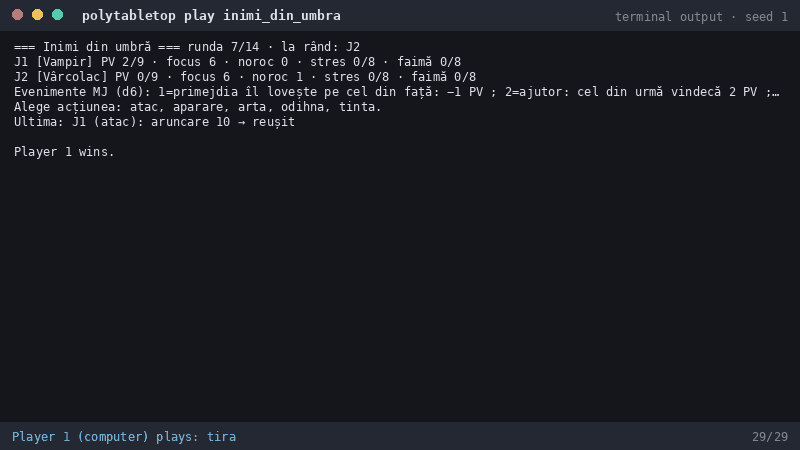 polytabletop play inimi_din_umbra
terminal output · seed 1
=== Inimi din umbră === runda 7/14 · la rând: J2
J1 [Vampir] PV 2/9 · focus 6 · noroc 0 · stres 0/8 · faimă 0/8
J2 [Vârcolac] PV 0/9 · focus 6 · noroc 1 · stres 0/8 · faimă 0/8
Evenimente MJ (d6): 1=primejdia îl lovește pe cel din față: −1 PV ; 2=ajutor: cel din urmă vindecă 2 PV ;…
Alege acțiunea: atac, aparare, arta, odihna, tinta.
Ultima: J1 (atac): aruncare 10 → reușit
Player 1 wins.
Player 1 (computer) plays: tira
29/29